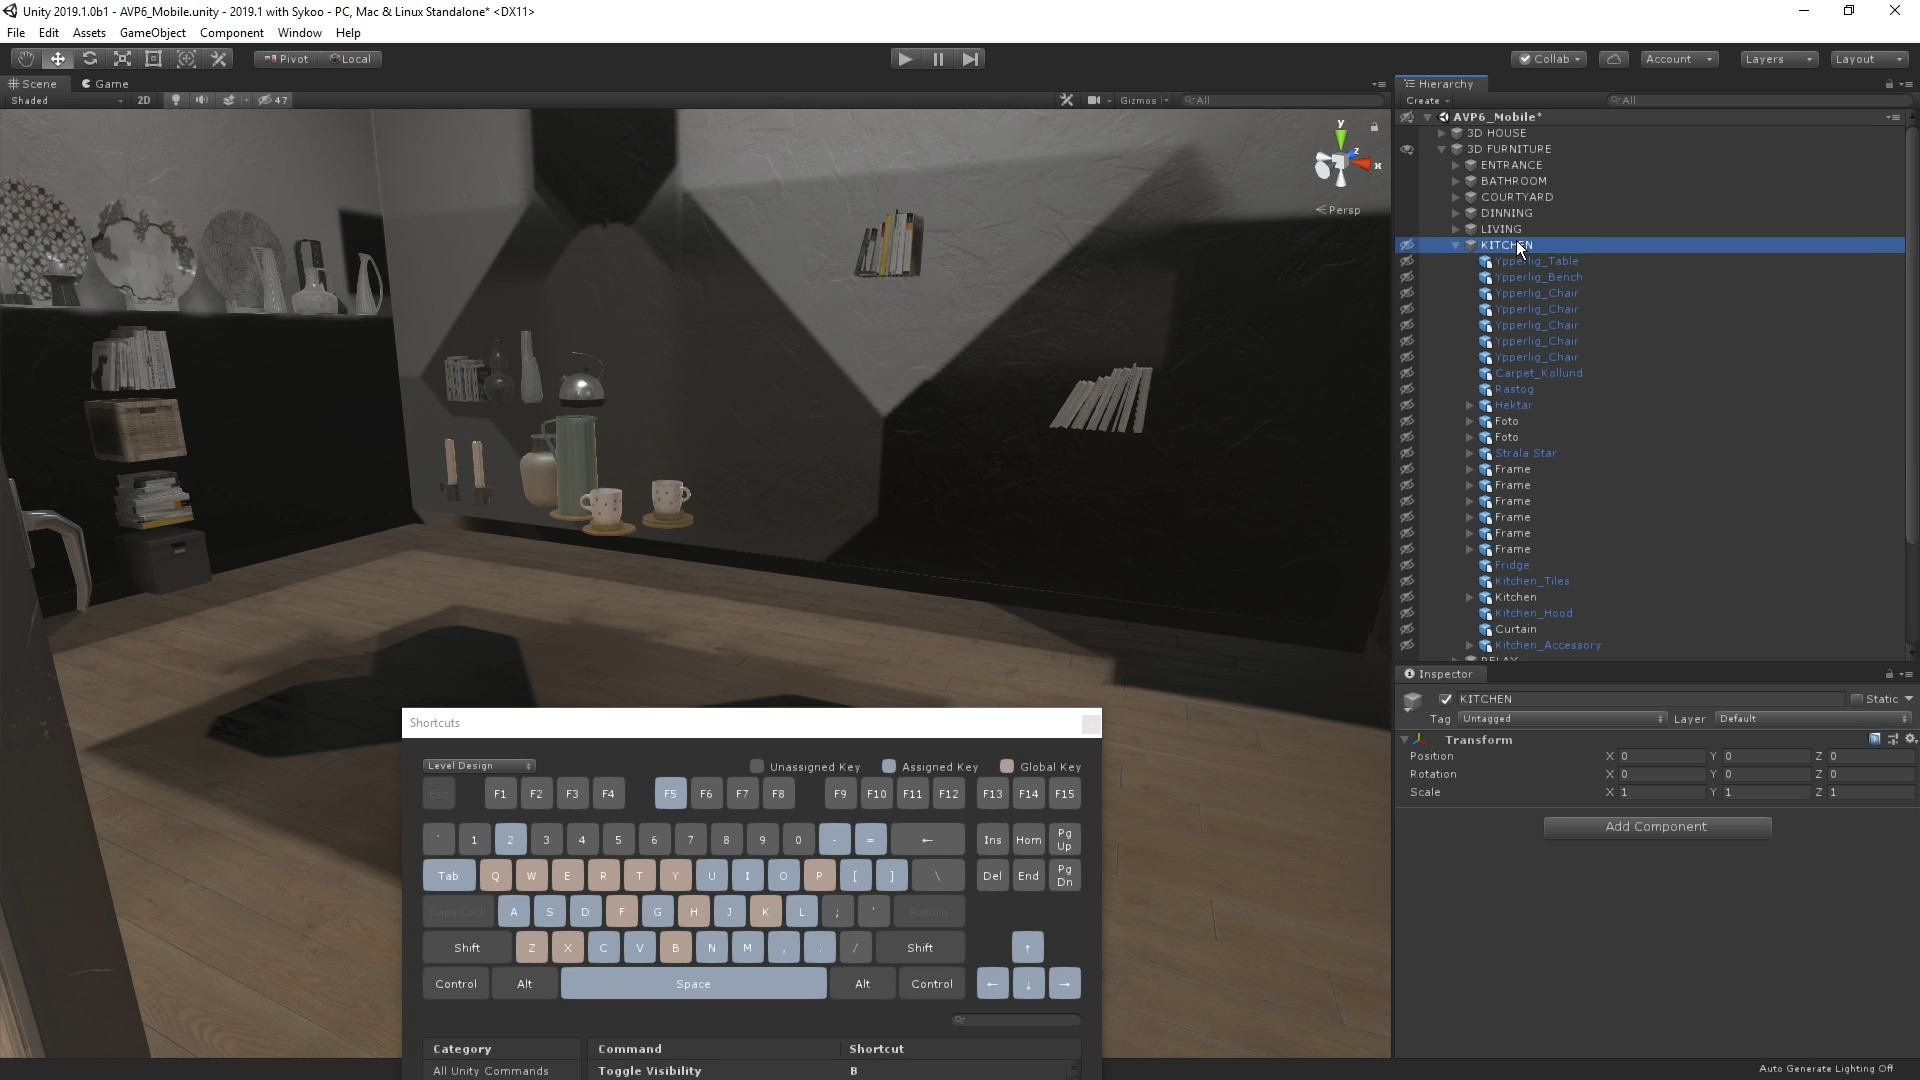 Unity 2019.1.0b1 - AVP6_Mobile.unity - 2019.1 with Sykoo - PC, Mac & Linux Standalone* <DX11>
File Edit Assets GameObject Component Window Help
Pivot Local Collab Account Layers Layout
Scene Game
Shaded 2D 47 Gizmos All
y
z
x
Persp
Hierarchy
Create All
AVP6_Mobile*
3D HOUSE
3D FURNITURE
ENTRANCE
BATHROOM
COURTYARD
DINNING
LIVING
KITCHEN
Ypperlig_Table
Ypperlig_Bench
Ypperlig_Chair
Ypperlig_Chair
Ypperlig_Chair
Ypperlig_Chair
Ypperlig_Chair
Carpet_Kollund
Rastog
Hektar
Foto
Foto
Strala Star
Frame
Frame
Frame
Frame
Frame
Frame
Fridge
Kitchen_Tiles
Kitchen
Kitchen_Hood
Curtain
Kitchen_Accessory
RELAX
Inspector
KITCHEN Static
Tag Untagged Layer Default
Transform
Position X 0 Y 0 Z 0
Rotation X 0 Y 0 Z 0
Scale X 1 Y 1 Z 1
Add Component
Shortcuts
Level Design Unassigned Key Assigned Key Global Key
Esc F1 F2 F3 F4 F5 F6 F7 F8 F9 F10 F11 F12 F13 F14 F15
` 1 2 3 4 5 6 7 8 9 0 - = ← Ins Hom Pg Up
Tab Q W E R T Y U I O P [ ] \ Del End Pg Dn
Caps Lock A S D F G H J K L ; ' Return
Shift Z X C V B N M , . / Shift ↑
Control Alt Space Alt Control ← ↓ →
Category Command Shortcut
All Unity Commands Toggle Visibility B
Auto Generate Lighting Off